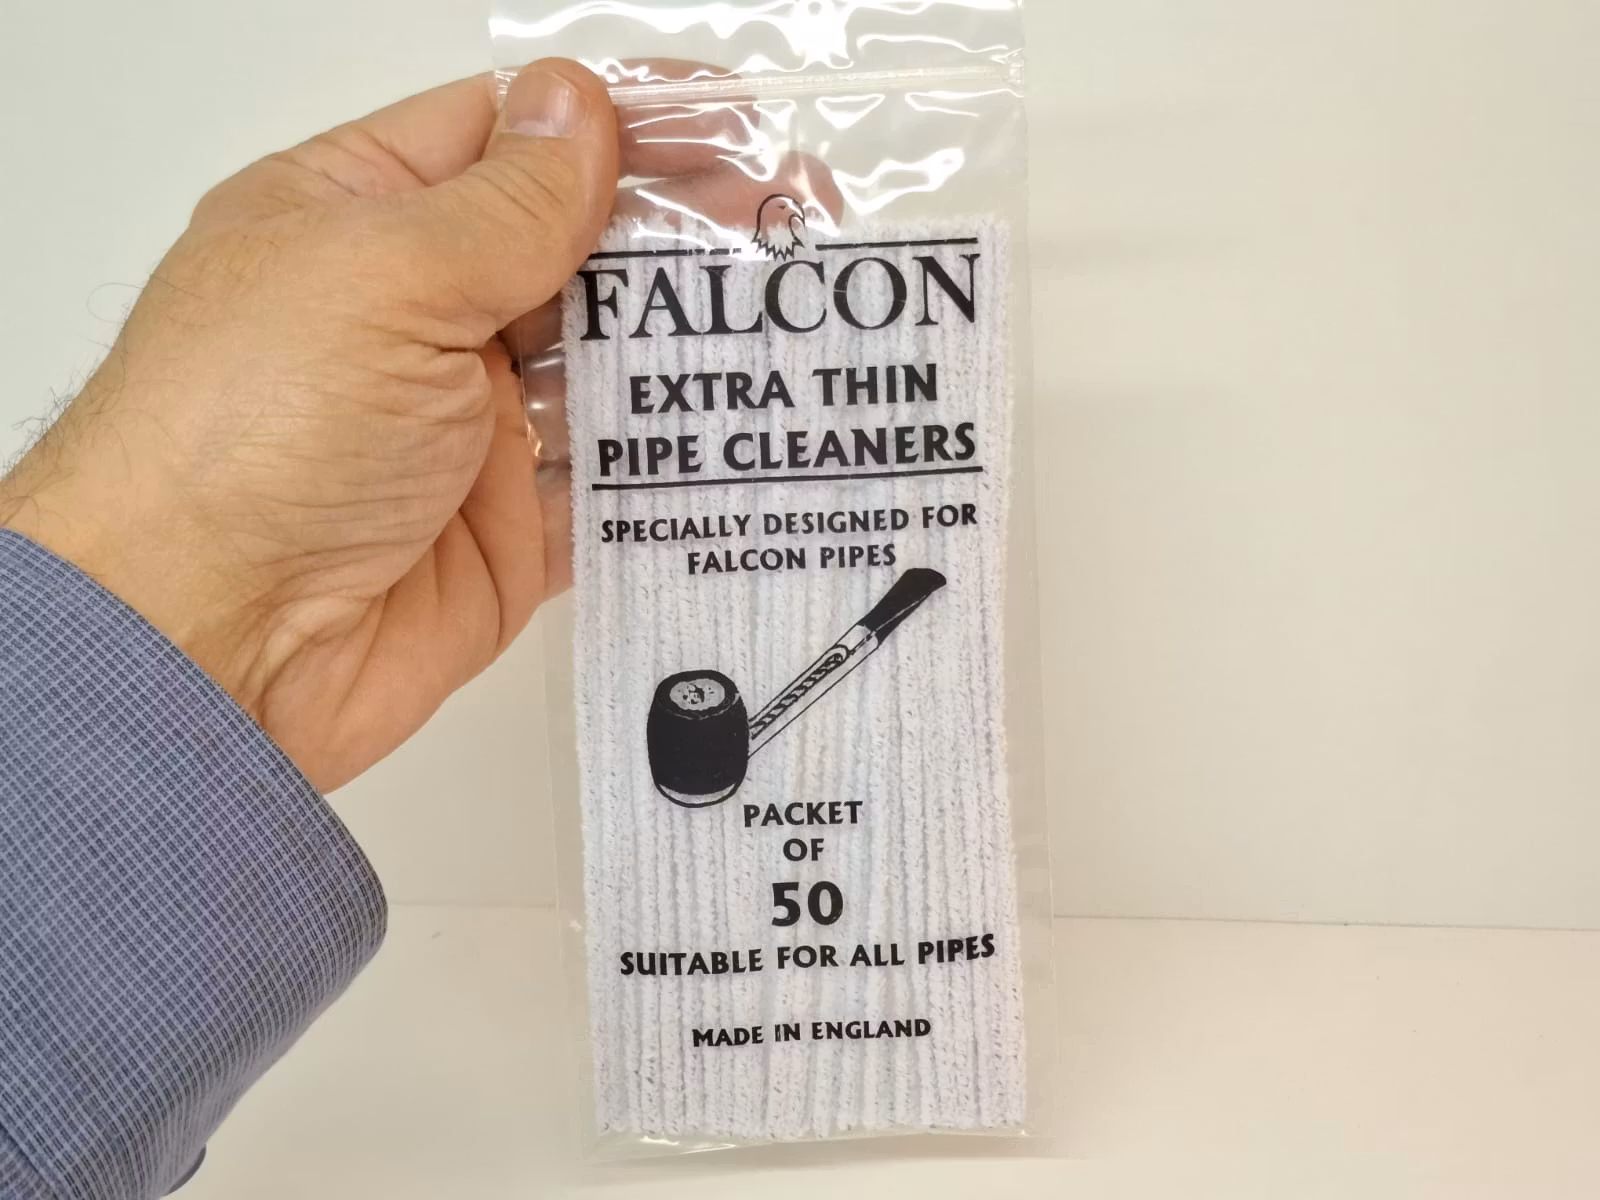 FALCON
EXTRA THIN
PIPE CLEANERS
SPECIALLY DESIGNED FOR
FALCON PIPES
PACKET
OF
50
SUITABLE FOR ALL PIPES
MADE IN ENGLAND